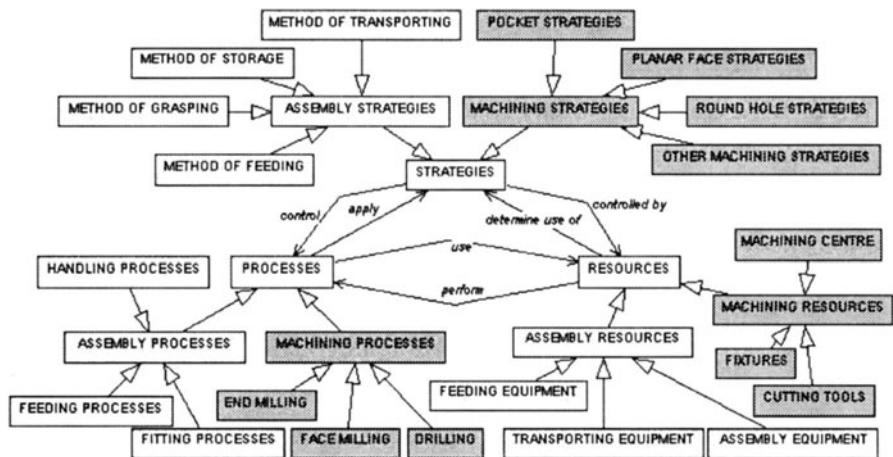 METHOD OF TRANSPORTING
POCKET STRATEGIES
METHOD OF STORAGE
PLANAR FACE STRATEGIES
METHOD OF GRASPING
ASSEMBLY STRATEGIES
MACHINING STRATEGIES
ROUND HOLE STRATEGIES
METHOD OF FEEDING
OTHER MACHINING STRATEGIES
STRATEGIES
control
apply
determine use of
controlled by
use
MACHINING CENTRE
HANDLING PROCESSES
PROCESSES
RESOURCES
perform
MACHINING RESOURCES
ASSEMBLY PROCESSES
MACHINING PROCESSES
ASSEMBLY RESOURCES
FIXTURES
FEEDING EQUIPMENT
END MILLING
CUTTING TOOLS
FEEDING PROCESSES
FITTING PROCESSES
FACE MILLING
DRILLING
TRANSPORTING EQUIPMENT
ASSEMBLY EQUIPMENT